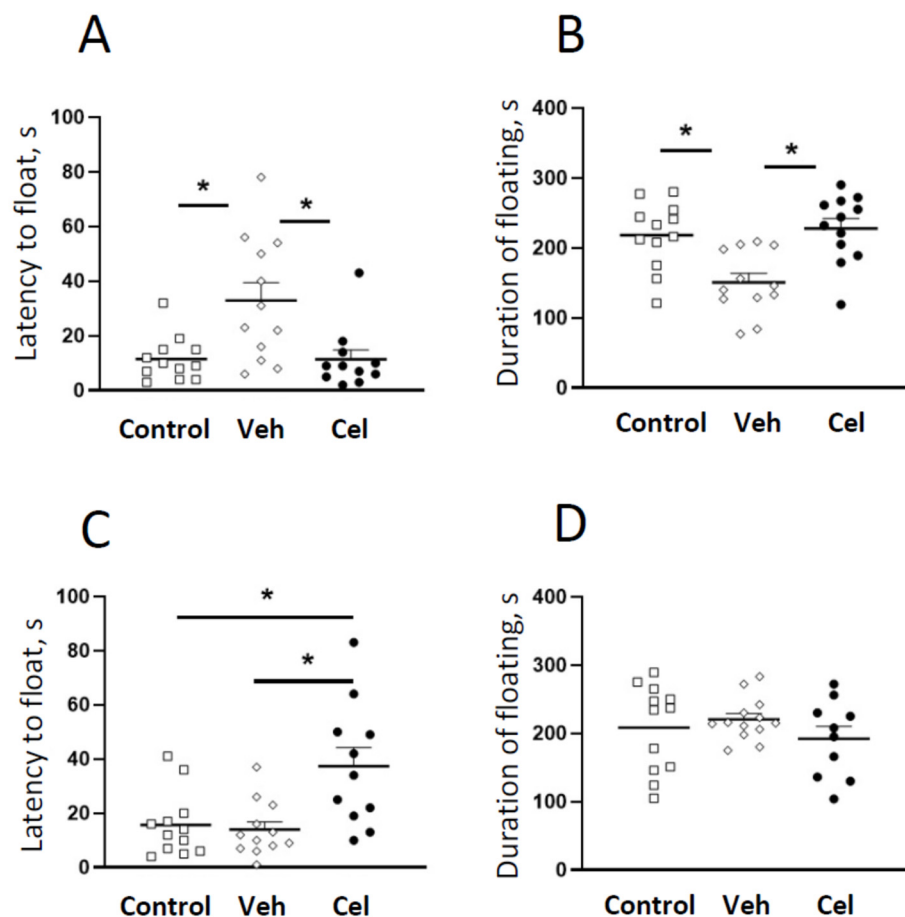 A
Latency to float, s
100
80
60
40
20
0
*
*
Control Veh Cel
B
Duration of floating, s
400
300
200
100
0
*
*
Control Veh Cel
C
Latency to float, s
100
80
60
40
20
0
*
*
Control Veh Cel
D
Duration of floating, s
400
300
200
100
0
Control Veh Cel